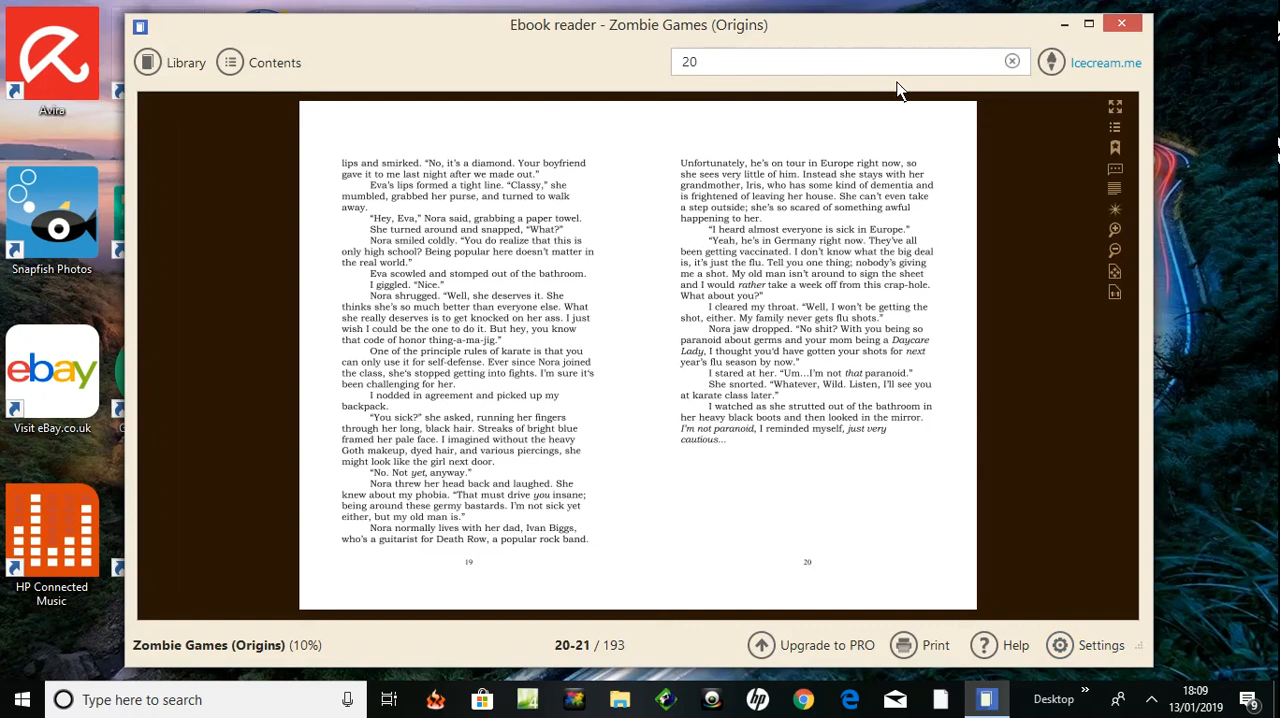 Ebook reader - Zombie Games (Origins)
Library
Contents
20
Icecream.me
Avira
Snapfish Photos
ebay
Visit eBay.co.uk
HP Connected
Music
lips and smirked. “No, it’s a diamond. Your boyfriend
gave it to me last night after we made out.”
Eva’s lips formed a tight line. “Classy,” she
mumbled, grabbed her purse, and turned to walk
away.
“Hey, Eva,” Nora said, grabbing a paper towel.
She turned around and snapped, “What?”
Nora smiled coldly. “You do realize that this is
only high school? Being popular here doesn’t matter in
the real world.”
Eva scowled and stomped out of the bathroom.
I giggled. “Nice.”
Nora shrugged. “Well, she deserves it. She
thinks she’s so much better than everyone else. What
she really deserves is to get knocked on her ass. I just
wish I could be the one to do it. But hey, you know
that code of honor thing-a-ma-jig.”
One of the principle rules of karate is that you
can only use it for self-defense. Ever since Nora joined
the class, she’s stopped getting into fights. I’m sure it’s
been challenging for her.
I nodded in agreement and picked up my
backpack.
“You sick?” she asked, running her fingers
through her long, black hair. Streaks of bright blue
framed her pale face. I imagined without the heavy
Goth makeup, dyed hair, and various piercings, she
might look like the girl next door.
“No. Not yet, anyway.”
Nora threw her head back and laughed. She
knew about my phobia. “That must drive you insane;
being around these germy bastards. I’m not sick yet
either, but my old man is.”
Nora normally lives with her dad, Ivan Biggs,
who’s a guitarist for Death Row, a popular rock band.
19
Unfortunately, he’s on tour in Europe right now, so
she sees very little of him. Instead she stays with her
grandmother, Iris, who has some kind of dementia and
is frightened of leaving her house. She can’t even take
a step outside; she’s so scared of something awful
happening to her.
“I heard almost everyone is sick in Europe.”
“Yeah, he’s in Germany right now. They’ve all
been getting vaccinated. I don’t know what the big deal
is, it’s just the flu. Tell you one thing; nobody’s giving
me a shot. My old man isn’t around to sign the sheet
and I would rather take a week off from this crap-hole.
What about you?”
I cleared my throat. “Well, I won’t be getting the
shot, either. My family never gets flu shots.”
Nora jaw dropped. “No shit? With you being so
paranoid about germs and your mom being a Daycare
Lady, I thought you’d have gotten your shots for next
year’s flu season by now.”
I stared at her. “Um…I’m not that paranoid.”
She snorted. “Whatever, Wild. Listen, I’ll see you
at karate class later.”
I watched as she strutted out of the bathroom in
her heavy black boots and then looked in the mirror.
I’m not paranoid, I reminded myself, just very
cautious…
20
Zombie Games (Origins) (10%)
20-21 / 193
Upgrade to PRO
Print
Help
Settings
Type here to search
Desktop
18:09
13/01/2019
9